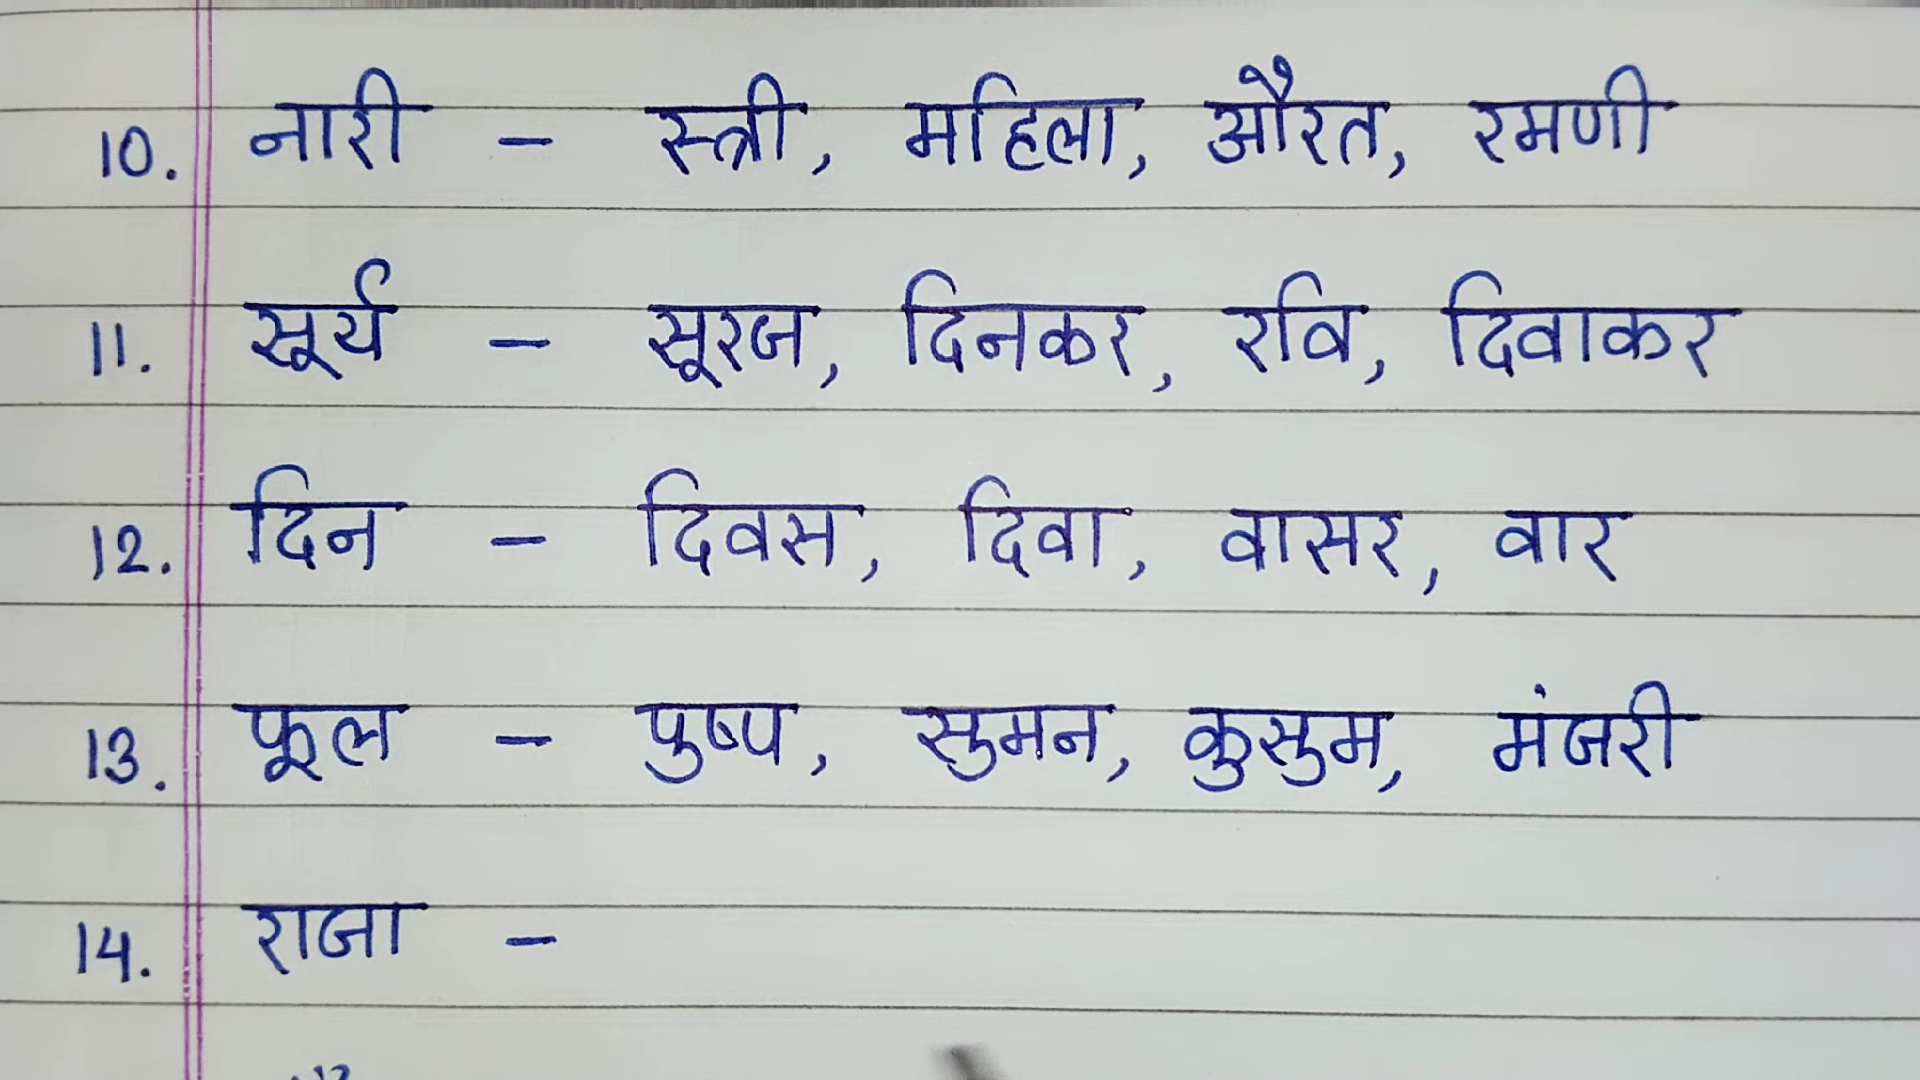 10. नारी - स्त्री, महिला, औरत, रमणी
11. सूर्य - सूरज, दिनकर, रवि, दिवाकर
12. दिन - दिवस, दिवा, वासर, वार
13. फूल - पुष्प, सुमन, कुसुम, मंजरी
14. राजा -